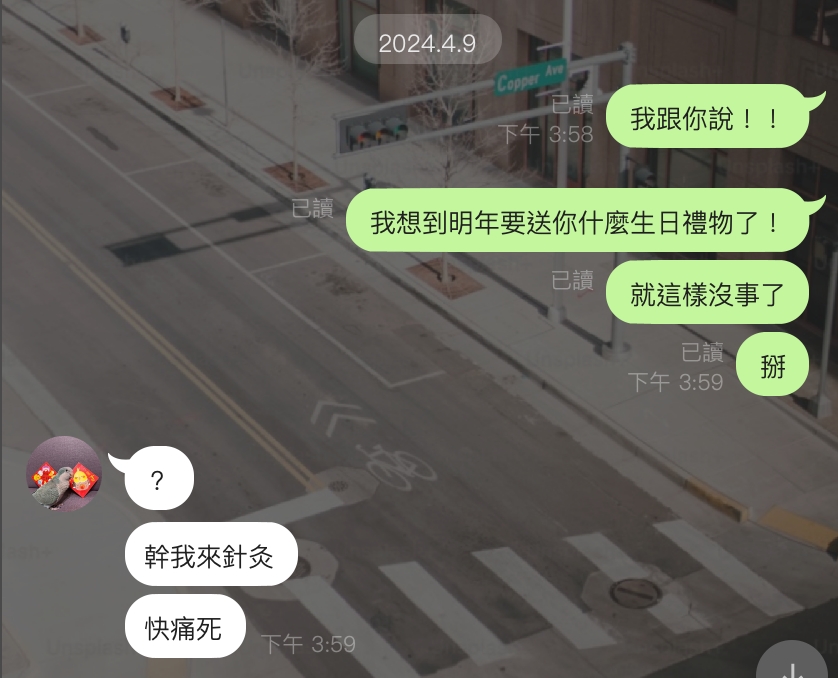 2024.4.9
Copper Ave
我跟你說！！
已讀
下午 3:58
我想到明年要送你什麼生日禮物了！
已讀
就這樣沒事了
已讀
掰
已讀
下午 3:59
？
幹我來針灸
快痛死
下午 3:59